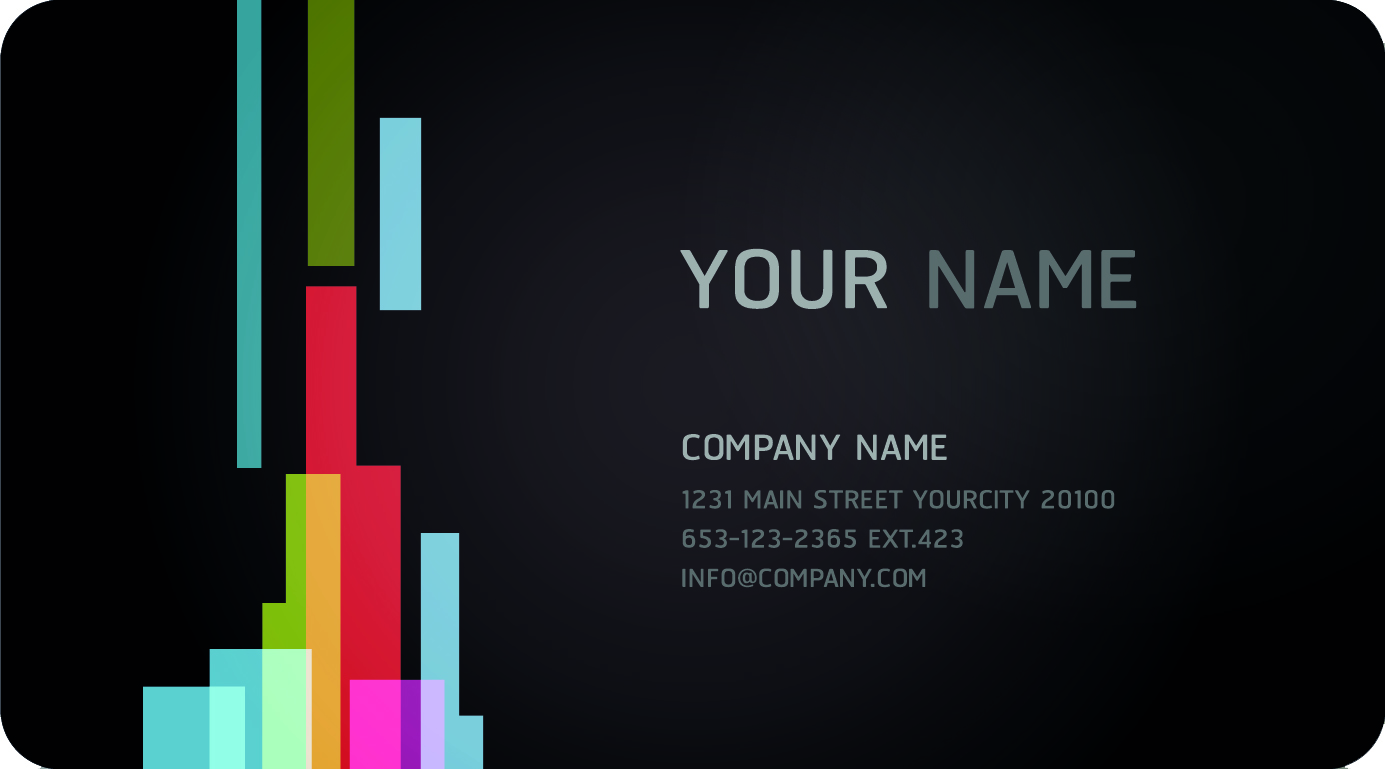 YOUR NAME
COMPANY NAME
1231 MAIN STREET YOURCITY 20100
653-123-2365 EXT.423
INFO@COMPANY.COM